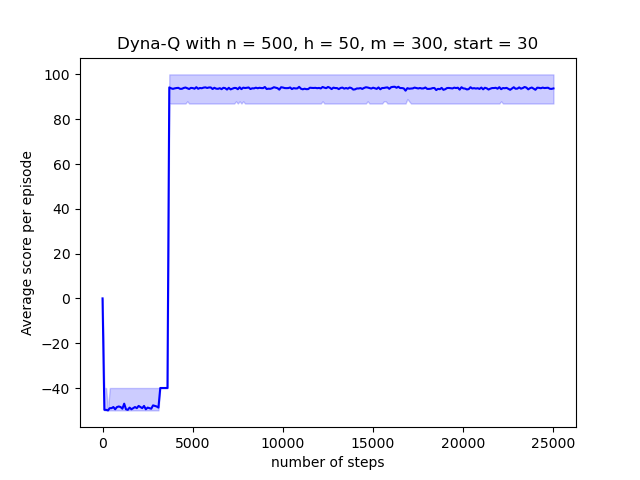 Dyna-Q with n = 500, h = 50, m = 300, start = 30
Average score per episode
100
80
60
40
20
0
−20
−40
0 5000 10000 15000 20000 25000
number of steps